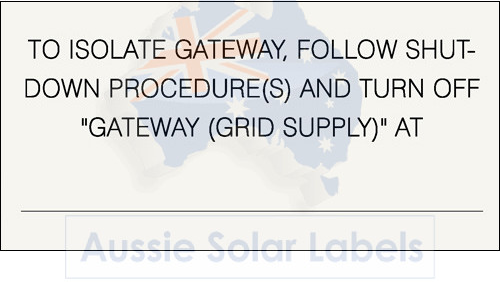 TO ISOLATE GATEWAY, FOLLOW SHUT-
DOWN PROCEDURE(S) AND TURN OFF
"GATEWAY (GRID SUPPLY)" AT
Aussie Solar Labels